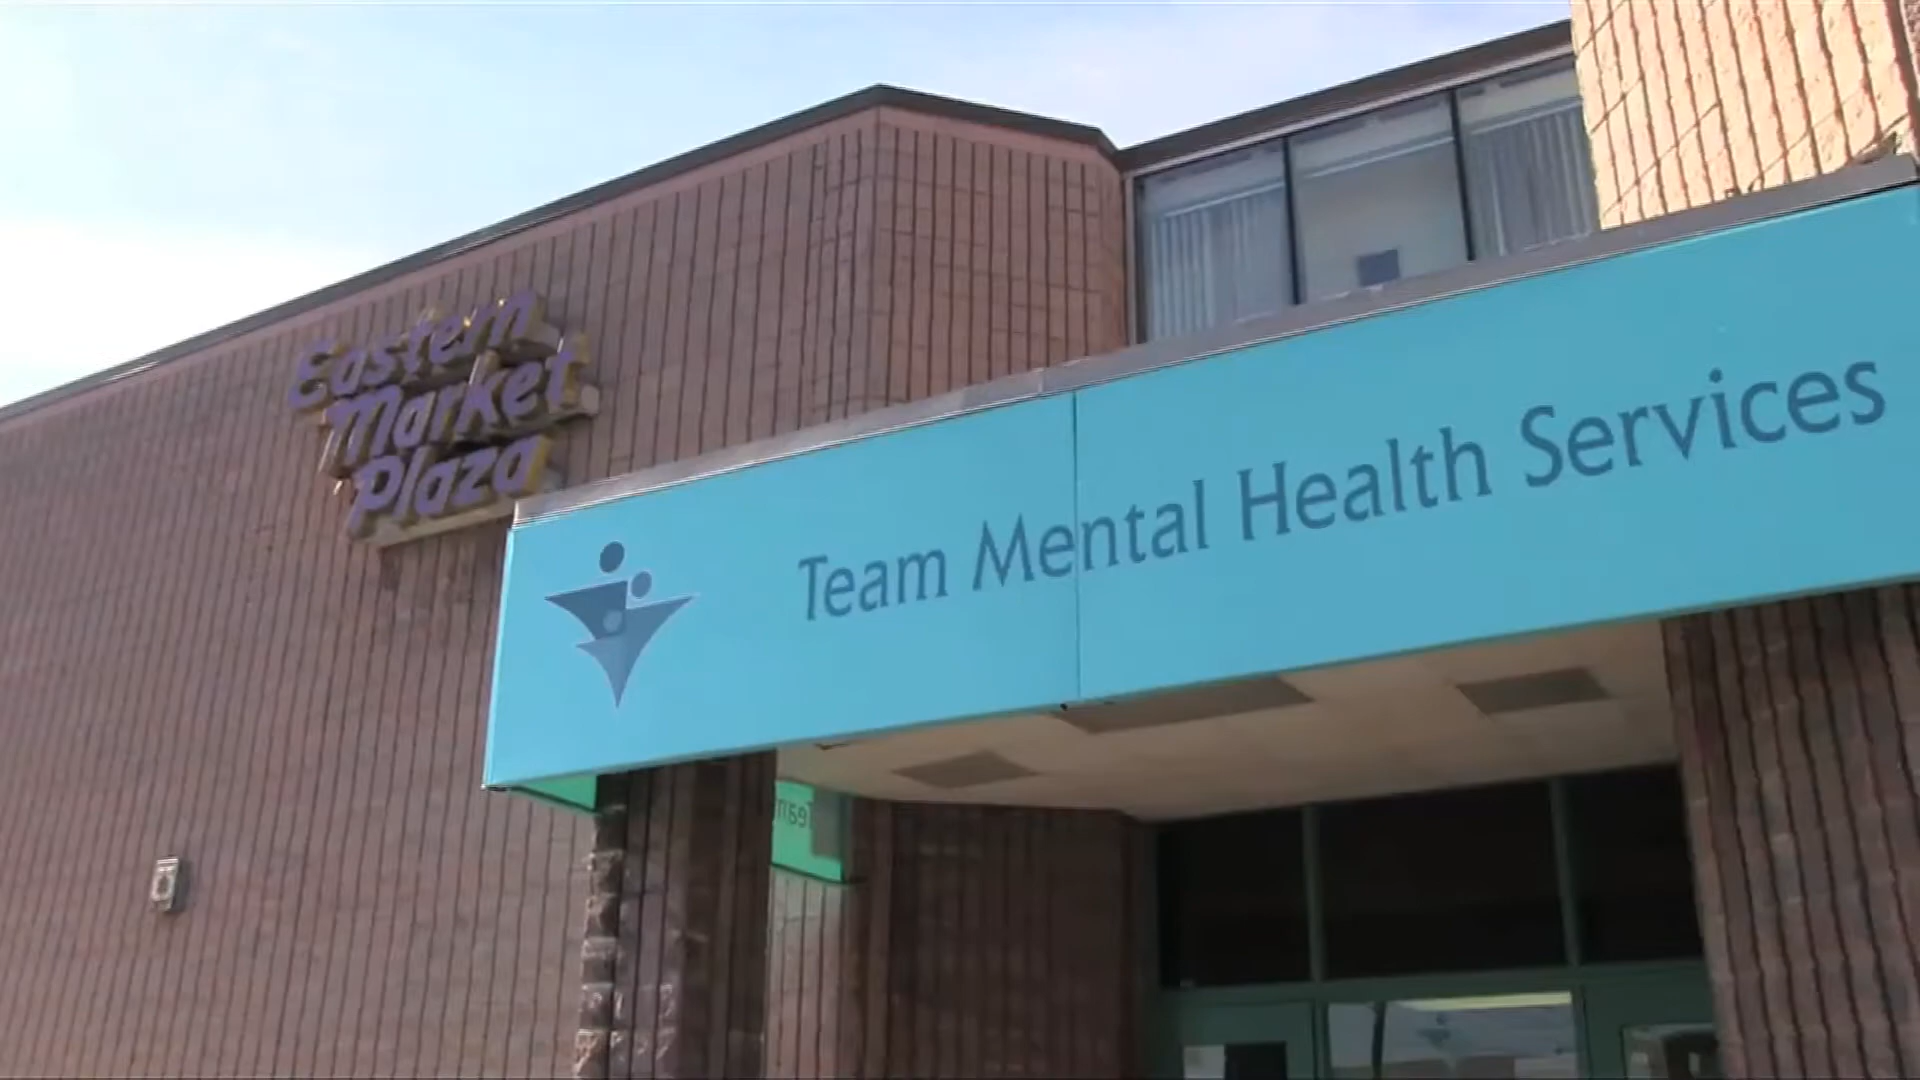 Eastern
Market
Plaza
Team Mental Health Services